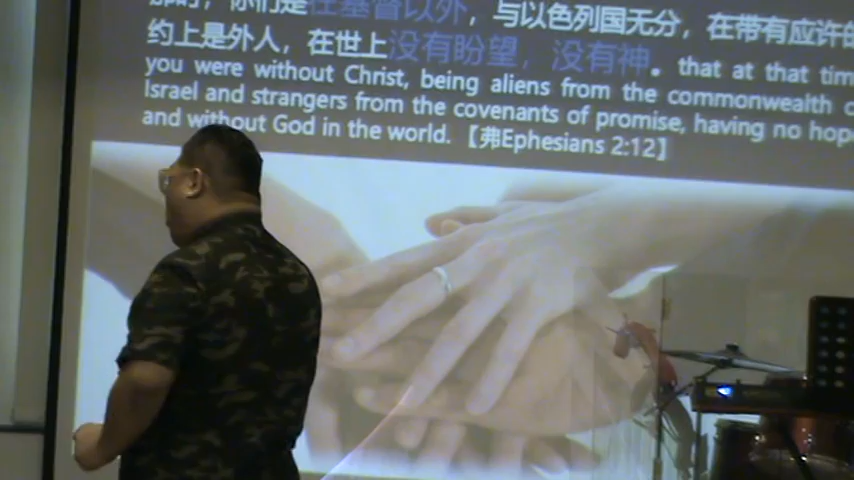 你们是在基督以外，与以色列国无分，在带有应许的
约上是外人，在世上没有盼望，没有神。that at that tim
you were without Christ, being aliens from the commonwealth o
Israel and strangers from the covenants of promise, having no hop
and without God in the world.【弗Ephesians 2:12】